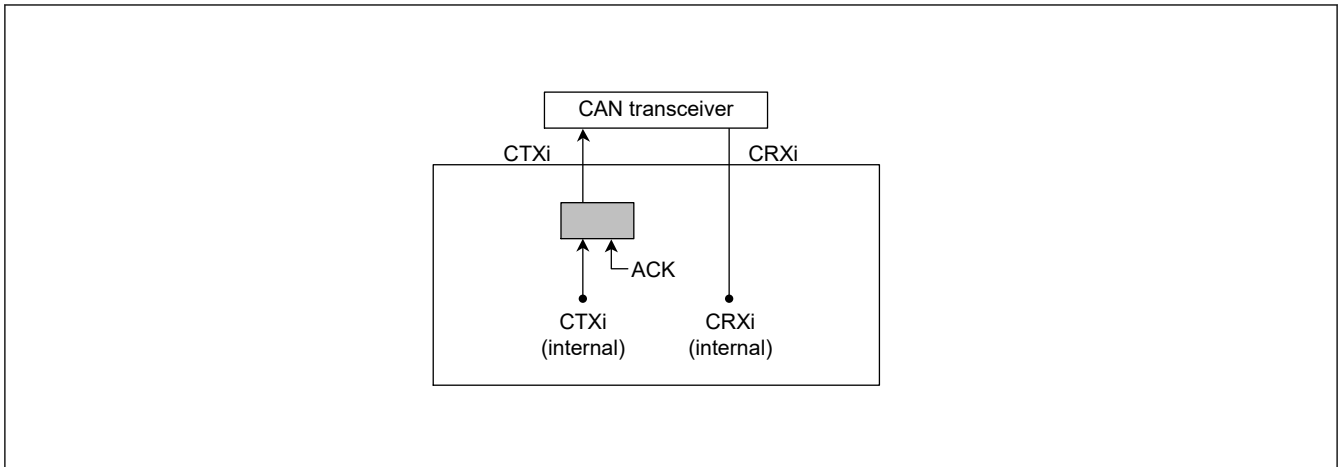 CAN transceiver
CTXi
CRXi
ACK
CTXi
(internal)
CRXi
(internal)